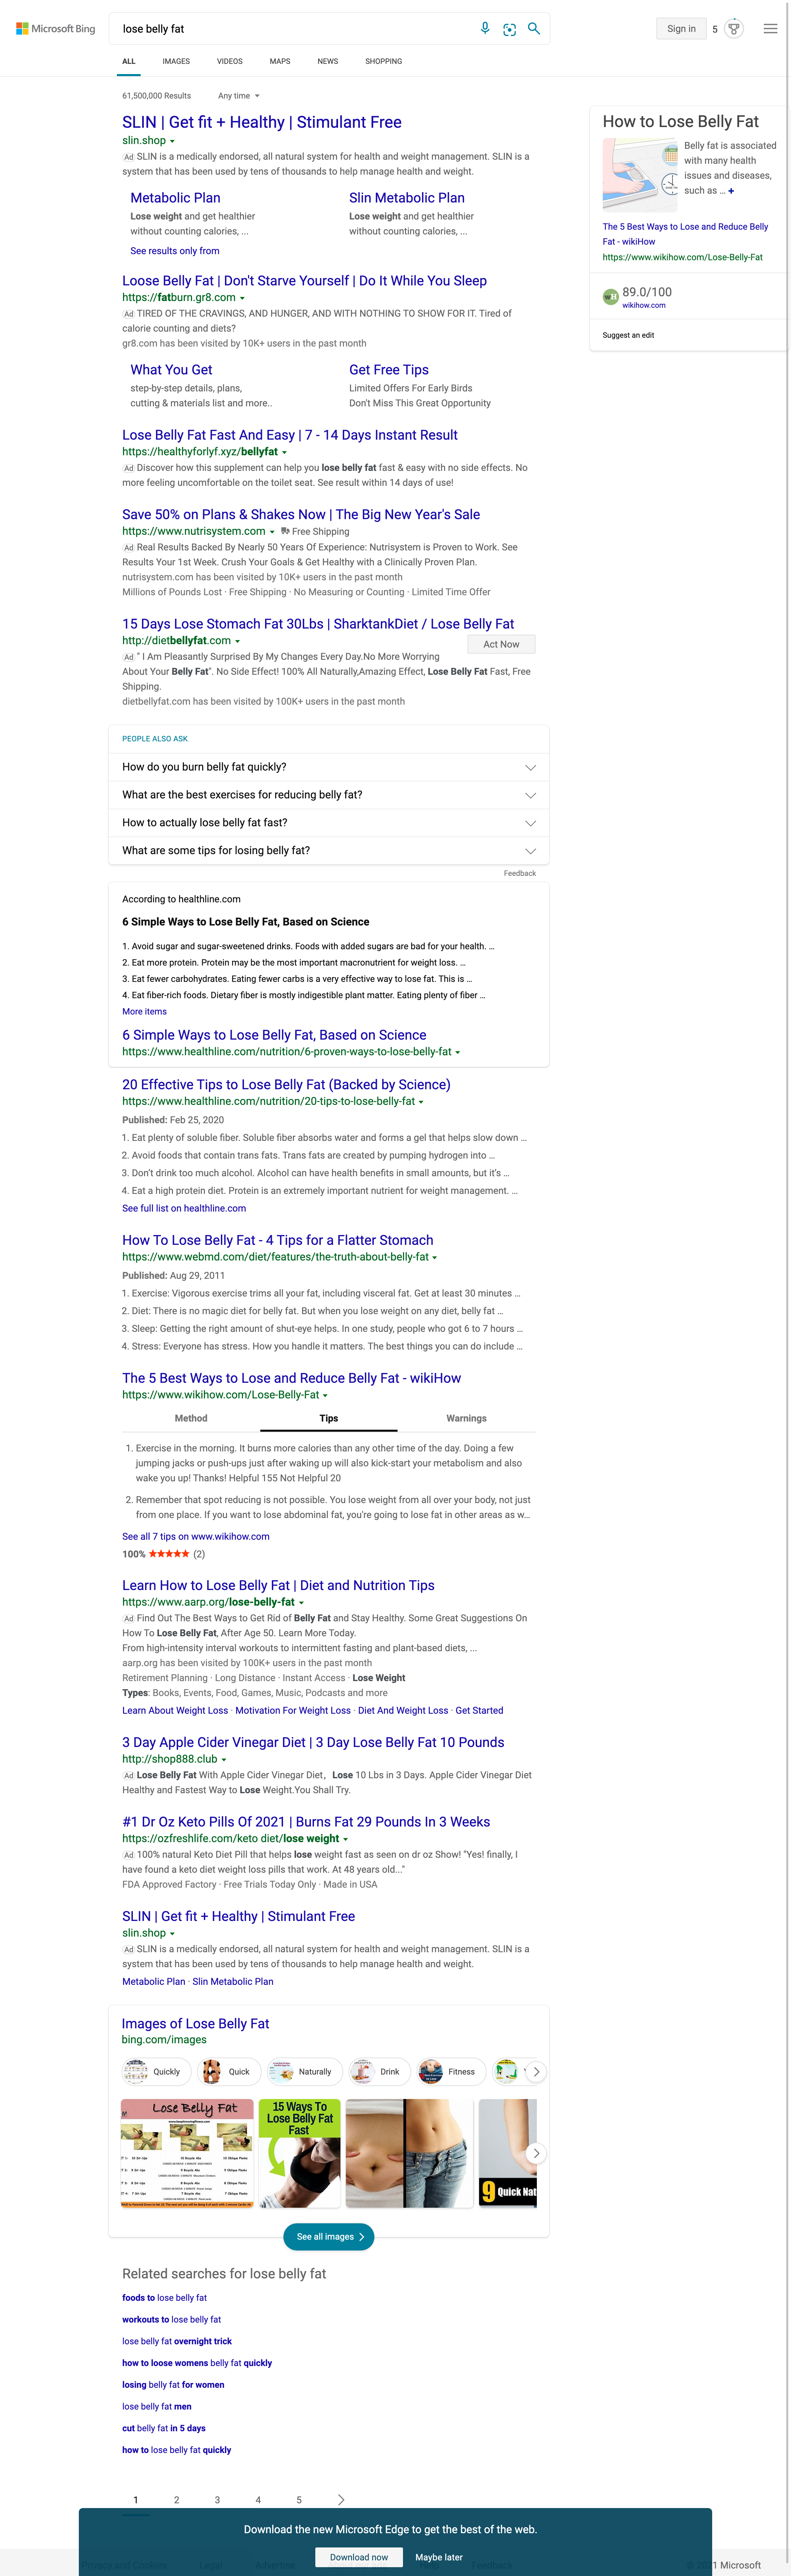 Microsoft Bing
lose belly fat
Sign in
5
ALL
IMAGES
VIDEOS
MAPS
NEWS
SHOPPING
61,500,000 Results
Any time
SLIN | Get fit + Healthy | Stimulant Free
slin.shop
Ad SLIN is a medically endorsed, all natural system for health and weight management. SLIN is a
system that has been used by tens of thousands to help manage health and weight.
Metabolic Plan
Lose weight and get healthier
without counting calories, ...
Slin Metabolic Plan
Lose weight and get healthier
without counting calories, ...
See results only from
Loose Belly Fat | Don't Starve Yourself | Do It While You Sleep
https://fatburn.gr8.com
Ad TIRED OF THE CRAVINGS, AND HUNGER, AND WITH NOTHING TO SHOW FOR IT. Tired of
calorie counting and diets?
gr8.com has been visited by 10K+ users in the past month
What You Get
step-by-step details, plans,
cutting & materials list and more..
Get Free Tips
Limited Offers For Early Birds
Don't Miss This Great Opportunity
Lose Belly Fat Fast And Easy | 7 - 14 Days Instant Result
https://healthyforlyf.xyz/bellyfat
Ad Discover how this supplement can help you lose belly fat fast & easy with no side effects. No
more feeling uncomfortable on the toilet seat. See result within 14 days of use!
Save 50% on Plans & Shakes Now | The Big New Year's Sale
https://www.nutrisystem.com
Free Shipping
Ad Real Results Backed By Nearly 50 Years Of Experience: Nutrisystem is Proven to Work. See
Results Your 1st Week. Crush Your Goals & Get Healthy with a Clinically Proven Plan.
nutrisystem.com has been visited by 10K+ users in the past month
Millions of Pounds Lost · Free Shipping · No Measuring or Counting · Limited Time Offer
15 Days Lose Stomach Fat 30Lbs | SharktankDiet / Lose Belly Fat
http://dietbellyfat.com
Act Now
Ad " I Am Pleasantly Surprised By My Changes Every Day.No More Worrying
About Your Belly Fat". No Side Effect! 100% All Naturally,Amazing Effect, Lose Belly Fat Fast, Free
Shipping.
dietbellyfat.com has been visited by 100K+ users in the past month
PEOPLE ALSO ASK
How do you burn belly fat quickly?
What are the best exercises for reducing belly fat?
How to actually lose belly fat fast?
What are some tips for losing belly fat?
Feedback
According to healthline.com
6 Simple Ways to Lose Belly Fat, Based on Science
1. Avoid sugar and sugar-sweetened drinks. Foods with added sugars are bad for your health. ...
2. Eat more protein. Protein may be the most important macronutrient for weight loss. ...
3. Eat fewer carbohydrates. Eating fewer carbs is a very effective way to lose fat. This is ...
4. Eat fiber-rich foods. Dietary fiber is mostly indigestible plant matter. Eating plenty of fiber ...
More items
6 Simple Ways to Lose Belly Fat, Based on Science
https://www.healthline.com/nutrition/6-proven-ways-to-lose-belly-fat
20 Effective Tips to Lose Belly Fat (Backed by Science)
https://www.healthline.com/nutrition/20-tips-to-lose-belly-fat
Published: Feb 25, 2020
1. Eat plenty of soluble fiber. Soluble fiber absorbs water and forms a gel that helps slow down ...
2. Avoid foods that contain trans fats. Trans fats are created by pumping hydrogen into ...
3. Don't drink too much alcohol. Alcohol can have health benefits in small amounts, but it's ...
4. Eat a high protein diet. Protein is an extremely important nutrient for weight management. ...
See full list on healthline.com
How To Lose Belly Fat - 4 Tips for a Flatter Stomach
https://www.webmd.com/diet/features/the-truth-about-belly-fat
Published: Aug 29, 2011
1. Exercise: Vigorous exercise trims all your fat, including visceral fat. Get at least 30 minutes ...
2. Diet: There is no magic diet for belly fat. But when you lose weight on any diet, belly fat ...
3. Sleep: Getting the right amount of shut-eye helps. In one study, people who got 6 to 7 hours ...
4. Stress: Everyone has stress. How you handle it matters. The best things you can do include ...
The 5 Best Ways to Lose and Reduce Belly Fat - wikiHow
https://www.wikihow.com/Lose-Belly-Fat
Method
Tips
Warnings
1. Exercise in the morning. It burns more calories than any other time of the day. Doing a few
jumping jacks or push-ups just after waking up will also kick-start your metabolism and also
wake you up! Thanks! Helpful 155 Not Helpful 20
2. Remember that spot reducing is not possible. You lose weight from all over your body, not just
from one place. If you want to lose abdominal fat, you're going to lose fat in other areas as w...
See all 7 tips on www.wikihow.com
100% ★★★★★ (2)
Learn How to Lose Belly Fat | Diet and Nutrition Tips
https://www.aarp.org/lose-belly-fat
Ad Find Out The Best Ways to Get Rid of Belly Fat and Stay Healthy. Some Great Suggestions On
How To Lose Belly Fat, After Age 50. Learn More Today.
From high-intensity interval workouts to intermittent fasting and plant-based diets, ...
aarp.org has been visited by 100K+ users in the past month
Retirement Planning · Long Distance · Instant Access · Lose Weight
Types: Books, Events, Food, Games, Music, Podcasts and more
Learn About Weight Loss · Motivation For Weight Loss · Diet And Weight Loss · Get Started
3 Day Apple Cider Vinegar Diet | 3 Day Lose Belly Fat 10 Pounds
http://shop888.club
Ad Lose Belly Fat With Apple Cider Vinegar Diet，Lose 10 Lbs in 3 Days. Apple Cider Vinegar Diet
Healthy and Fastest Way to Lose Weight.You Shall Try.
#1 Dr Oz Keto Pills Of 2021 | Burns Fat 29 Pounds In 3 Weeks
https://ozfreshlife.com/keto diet/lose weight
Ad 100% natural Keto Diet Pill that helps lose weight fast as seen on dr oz Show! "Yes! finally, I
have found a keto diet weight loss pills that work. At 48 years old..."
FDA Approved Factory · Free Trials Today Only · Made in USA
SLIN | Get fit + Healthy | Stimulant Free
slin.shop
Ad SLIN is a medically endorsed, all natural system for health and weight management. SLIN is a
system that has been used by tens of thousands to help manage health and weight.
Metabolic Plan · Slin Metabolic Plan
Images of Lose Belly Fat
bing.com/images
Quickly
Quick
Naturally
Drink
Fitness
Lose Belly Fat
15 Ways To
Lose Belly Fat
Fast
9 Quick Nat
See all images
Related searches for lose belly fat
foods to lose belly fat
workouts to lose belly fat
lose belly fat overnight trick
how to loose womens belly fat quickly
losing belly fat for women
lose belly fat men
cut belly fat in 5 days
how to lose belly fat quickly
1
2
3
4
5
Download the new Microsoft Edge to get the best of the web.
Download now
Maybe later
1 Microsoft
How to Lose Belly Fat
Belly fat is associated
with many health
issues and diseases,
such as ... +
The 5 Best Ways to Lose and Reduce Belly
Fat - wikiHow
https://www.wikihow.com/Lose-Belly-Fat
wH
89.0/100
wikihow.com
Suggest an edit